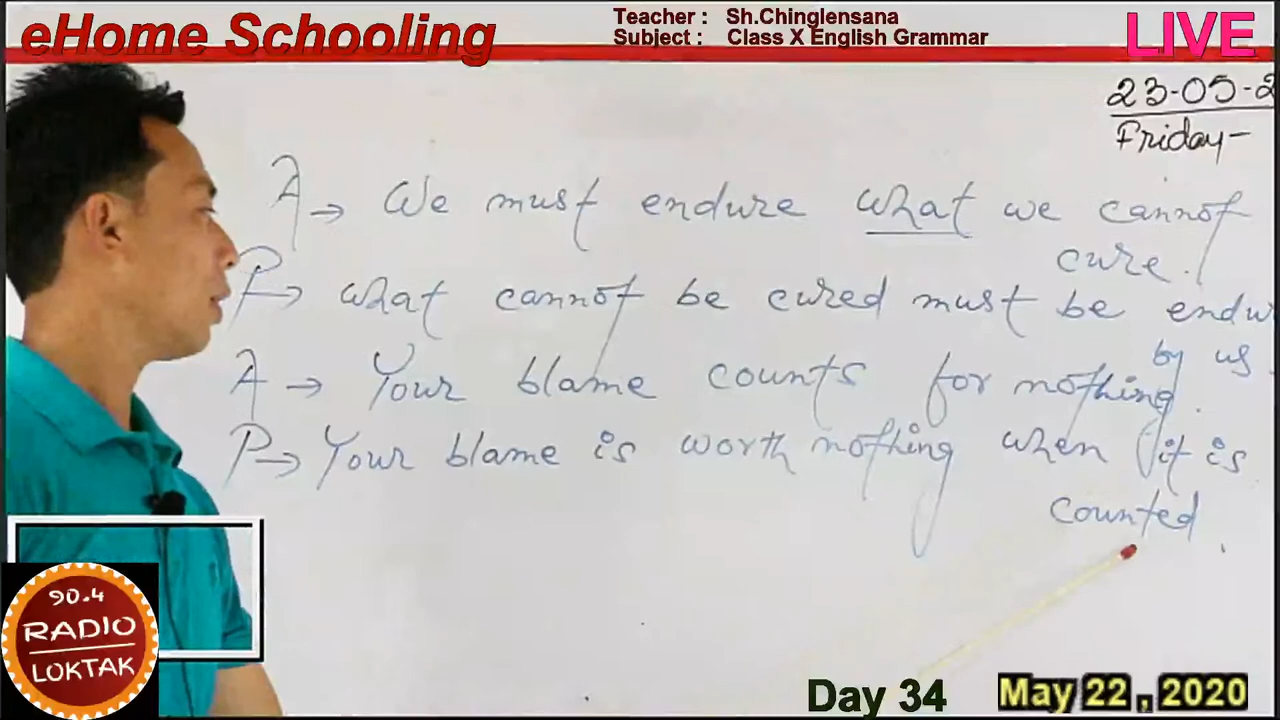 eHome Schooling
Teacher : Sh.Chinglensana
Subject : Class X English Grammar
LIVE
23-05-2
Friday-
A → We must endure what we cannot
cure.
P → what cannot be cured must be endu
by us
A → Your blame counts for nothing.
P → Your blame is worth nothing when it is
counted
90.4
RADIO
LOKTAK
Day 34
May 22 , 2020